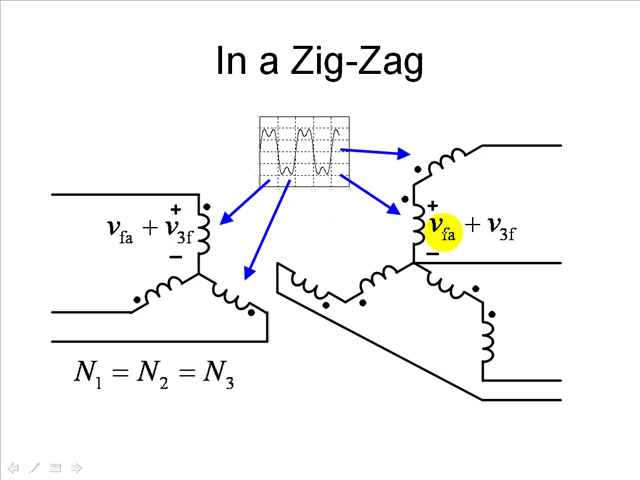 In a Zig-Zag
+
v_fa + v_3f
−
+
v_fa + v_3f
−
N_1 = N_2 = N_3